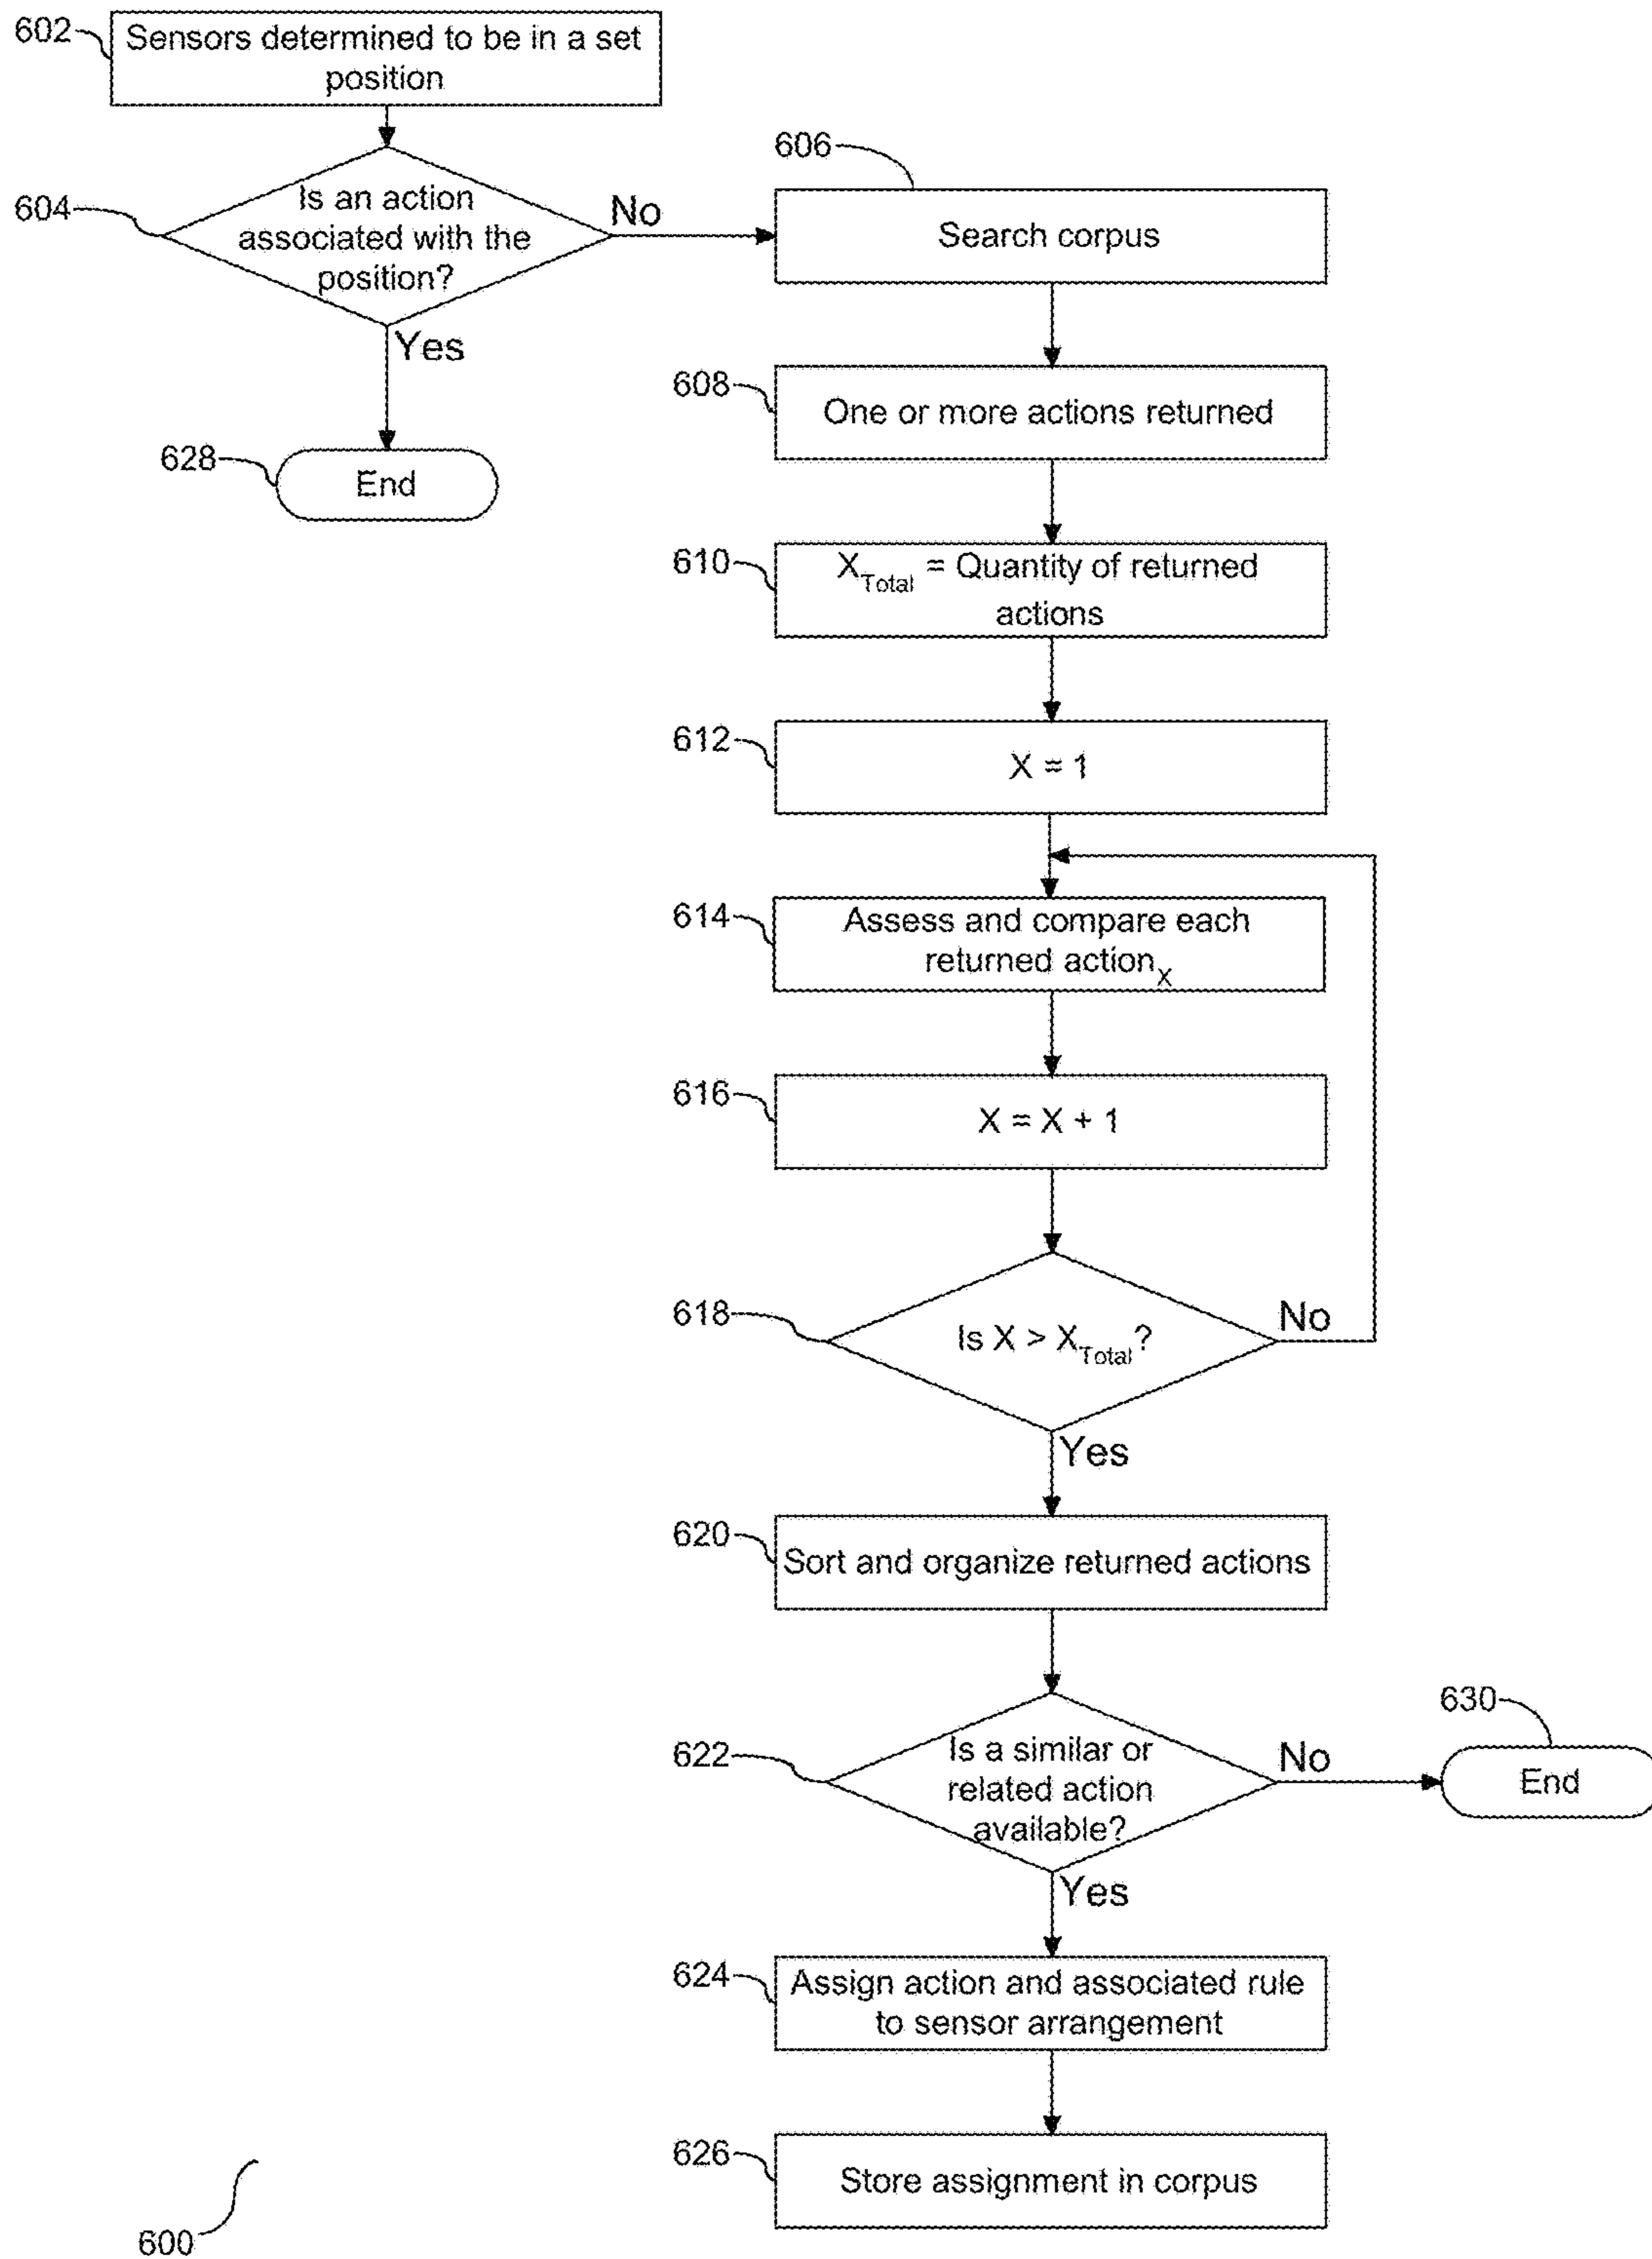 602
Sensors determined to be in a set
position
604
Is an action
associated with the
position?
No
Yes
628
End
606
Search corpus
608
One or more actions returned
610
X_Total = Quantity of returned
actions
612
X = 1
614
Assess and compare each
returned action_X
616
X = X + 1
618
Is X > X_Total?
No
Yes
620
Sort and organize returned actions
622
Is a similar or
related action
available?
No
630
End
Yes
624
Assign action and associated rule
to sensor arrangement
626
Store assignment in corpus
600